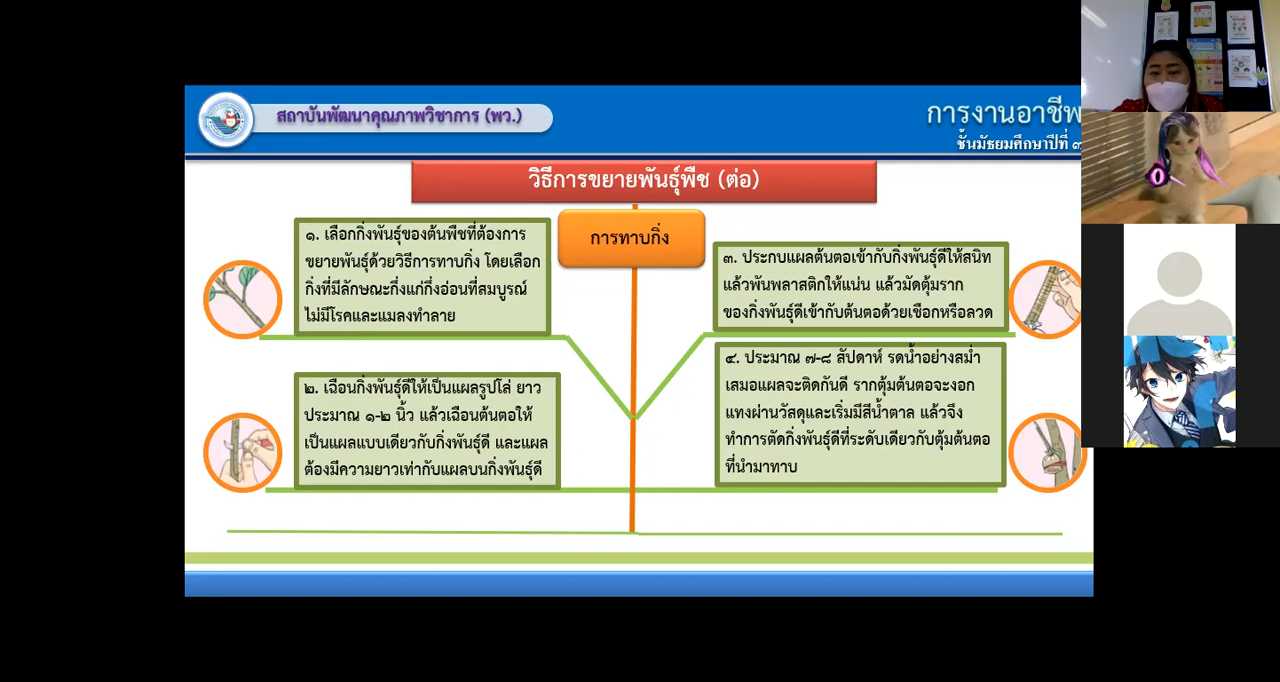 สถาบันพัฒนาคุณภาพวิชาการ (พว.)
การงานอาชีพ
ชั้นมัธยมศึกษาปีที่ ๓
วิธีการขยายพันธุ์พืช (ต่อ)
การทาบกิ่ง
๑. เลือกกิ่งพันธุ์ของต้นพืชที่ต้องการ
ขยายพันธุ์ด้วยวิธีการทาบกิ่ง โดยเลือก
กิ่งที่มีลักษณะกึ่งแก่กึ่งอ่อนที่สมบูรณ์
ไม่มีโรคและแมลงทำลาย
๒. เฉือนกิ่งพันธุ์ดีให้เป็นแผลรูปโล่ ยาว
ประมาณ ๑-๒ นิ้ว แล้วเฉือนต้นตอให้
เป็นแผลแบบเดียวกับกิ่งพันธุ์ดี และแผล
ต้องมีความยาวเท่ากับแผลบนกิ่งพันธุ์ดี
๓. ประกบแผลต้นตอเข้ากับกิ่งพันธุ์ดีให้สนิท
แล้วพันพลาสติกให้แน่น แล้วมัดตุ้มราก
ของกิ่งพันธุ์ดีเข้ากับต้นตอด้วยเชือกหรือลวด
๔. ประมาณ ๗-๘ สัปดาห์ รดน้ำอย่างสม่ำ
เสมอแผลจะติดกันดี รากตุ้มต้นตอจะงอก
แทงผ่านวัสดุและเริ่มมีสีน้ำตาล แล้วจึง
ทำการตัดกิ่งพันธุ์ดีที่ระดับเดียวกับตุ้มต้นตอ
ที่นำมาทาบ